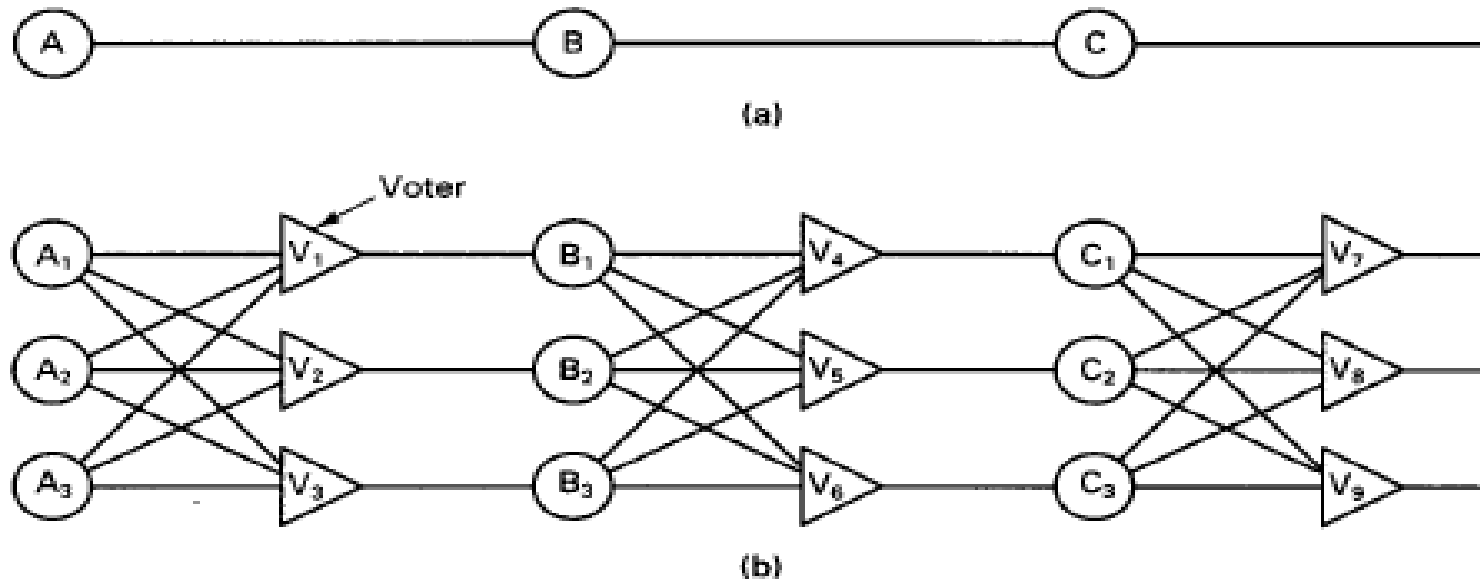 A B C
(a)
Voter
A₁ V₁ B₁ V₄ C₁ V₇
A₂ V₂ B₂ V₅ C₂ V₈
A₃ V₃ B₃ V₆ C₃ V₉
(b)